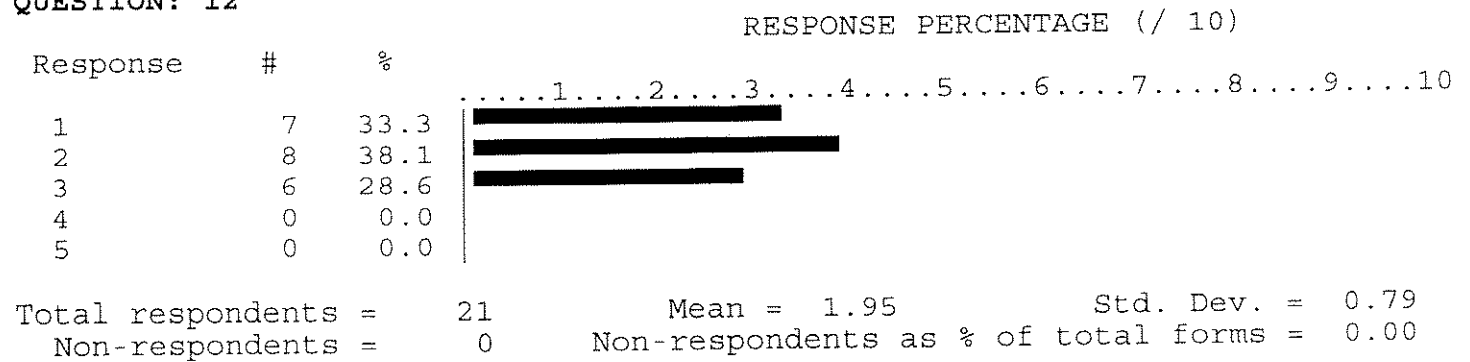 QUESTION: 12
RESPONSE PERCENTAGE (/ 10)
Response # %
.....1....2....3....4....5....6....7....8....9....10
1 7 33.3
2 8 38.1
3 6 28.6
4 0 0.0
5 0 0.0
Total respondents = 21 Mean = 1.95 Std. Dev. = 0.79
Non-respondents = 0 Non-respondents as % of total forms = 0.00